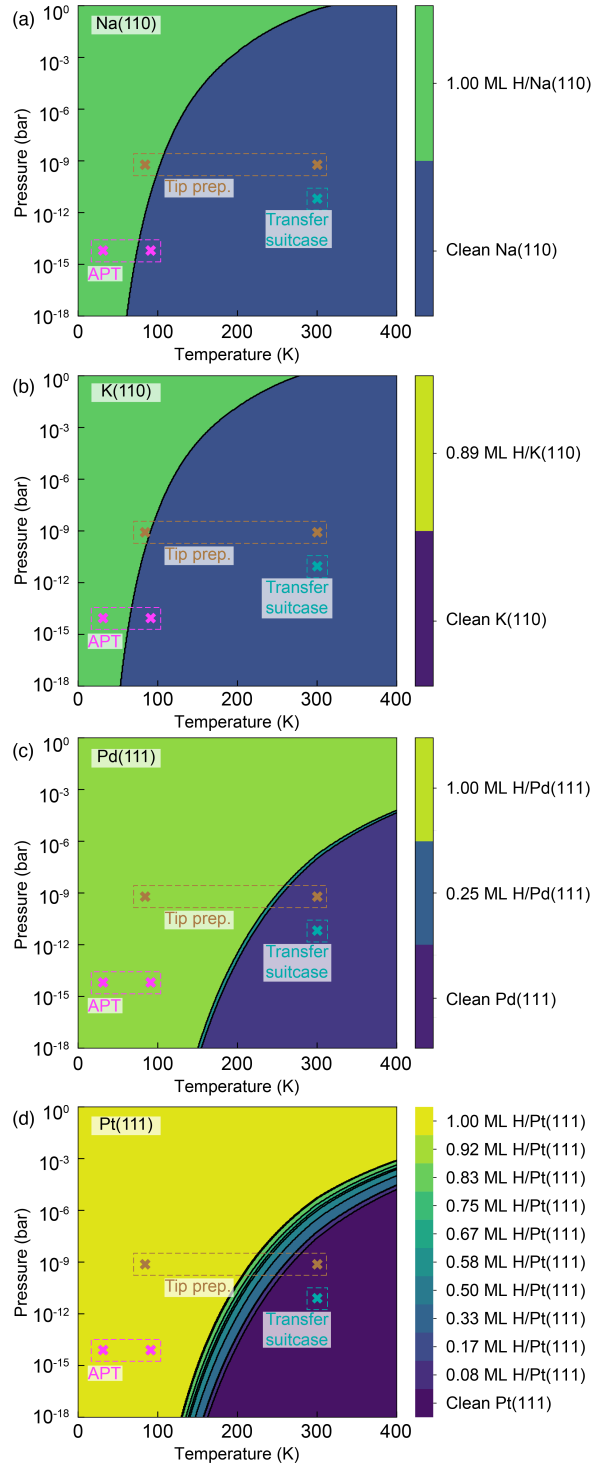 (a)
Na(110)
Pressure (bar)
10⁰
10⁻³
10⁻⁶
10⁻⁹
10⁻¹²
10⁻¹⁵
10⁻¹⁸
Tip prep.
Transfer
suitcase
APT
0 100 200 300 400
Temperature (K)
1.00 ML H/Na(110)
Clean Na(110)
(b)
K(110)
Pressure (bar)
10⁰
10⁻³
10⁻⁶
10⁻⁹
10⁻¹²
10⁻¹⁵
10⁻¹⁸
Tip prep.
Transfer
suitcase
APT
0 100 200 300 400
Temperature (K)
0.89 ML H/K(110)
Clean K(110)
(c)
Pd(111)
Pressure (bar)
10⁰
10⁻³
10⁻⁶
10⁻⁹
10⁻¹²
10⁻¹⁵
10⁻¹⁸
Tip prep.
Transfer
suitcase
APT
0 100 200 300 400
Temperature (K)
1.00 ML H/Pd(111)
0.25 ML H/Pd(111)
Clean Pd(111)
(d)
Pt(111)
Pressure (bar)
10⁰
10⁻³
10⁻⁶
10⁻⁹
10⁻¹²
10⁻¹⁵
10⁻¹⁸
Tip prep.
Transfer
suitcase
APT
0 100 200 300 400
Temperature (K)
1.00 ML H/Pt(111)
0.92 ML H/Pt(111)
0.83 ML H/Pt(111)
0.75 ML H/Pt(111)
0.67 ML H/Pt(111)
0.58 ML H/Pt(111)
0.50 ML H/Pt(111)
0.33 ML H/Pt(111)
0.17 ML H/Pt(111)
0.08 ML H/Pt(111)
Clean Pt(111)